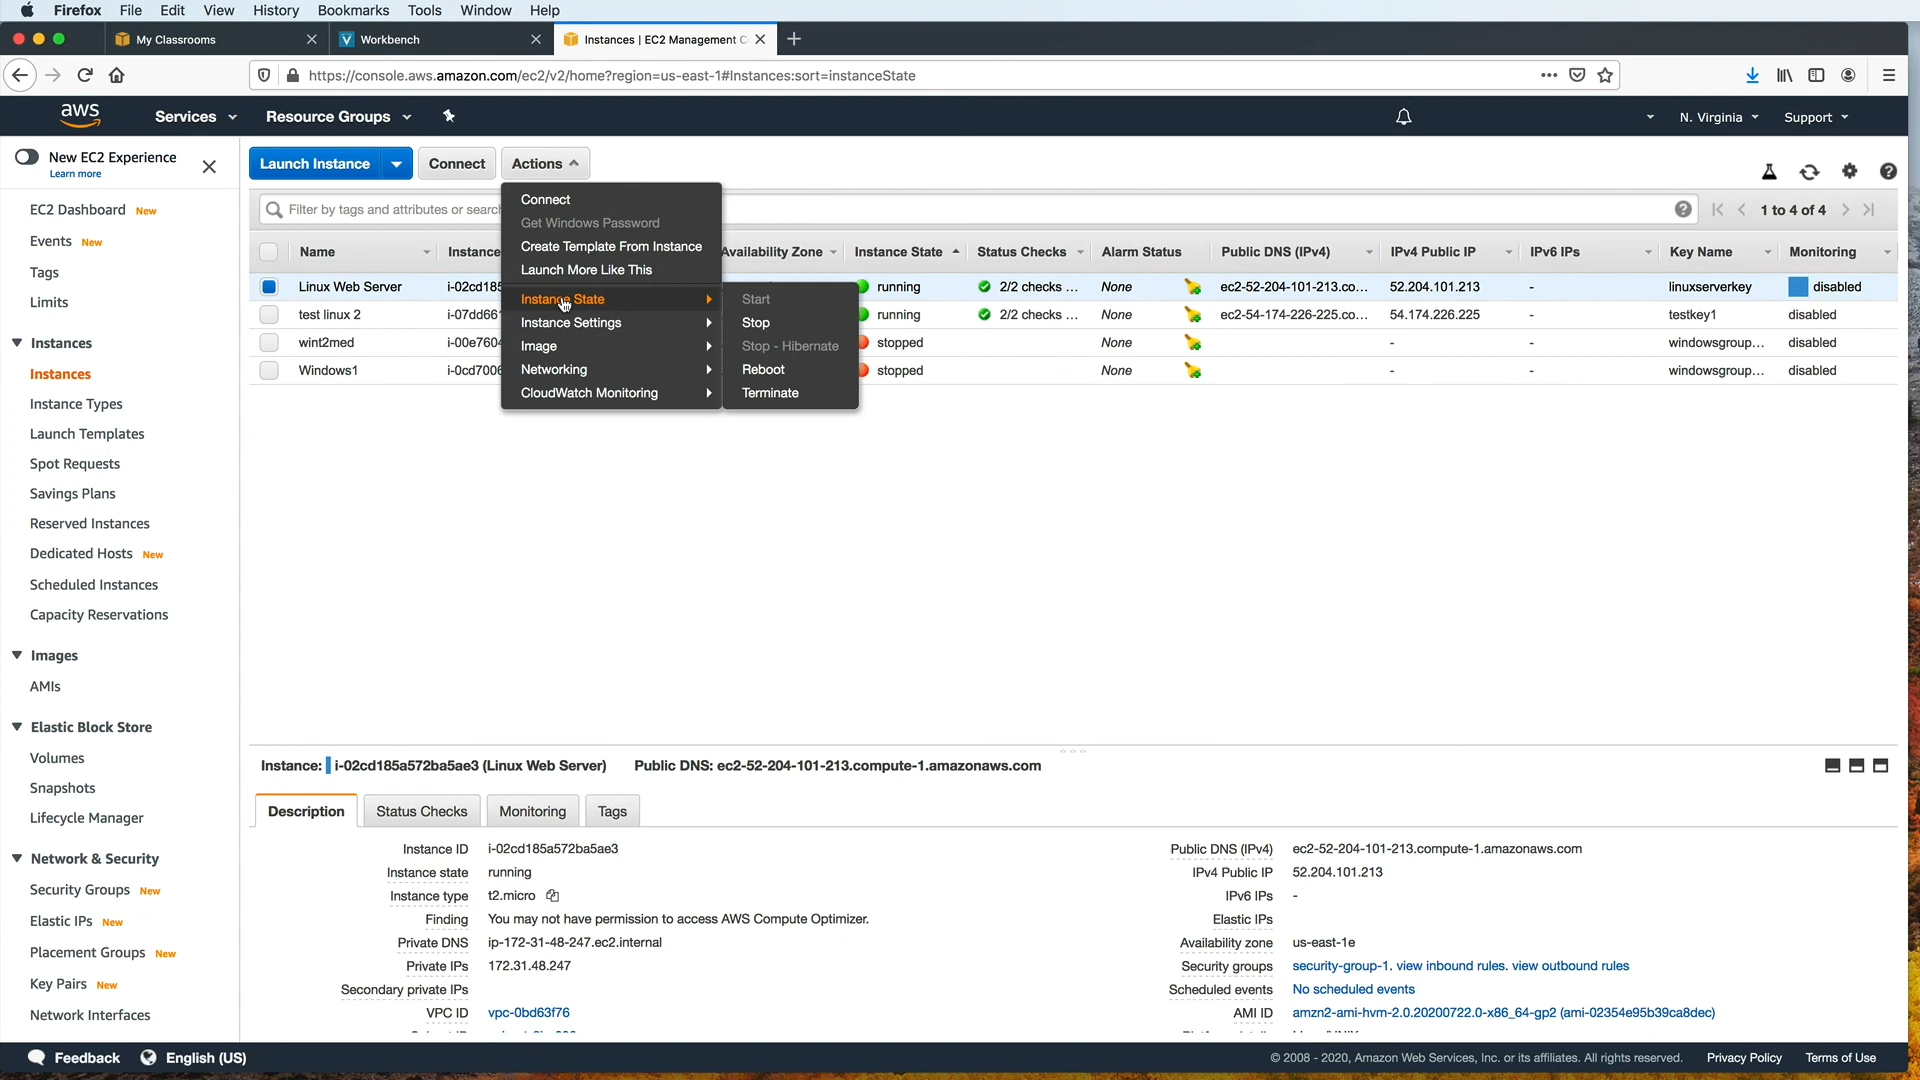 Firefox File Edit View History Bookmarks Tools Window Help
My Classrooms
Workbench
Instances | EC2 Management C
https://console.aws.amazon.com/ec2/v2/home?region=us-east-1#Instances:sort=instanceState
aws Services Resource Groups N. Virginia Support
New EC2 Experience
Learn more
EC2 Dashboard New
Events New
Tags
Limits
Instances
Instances
Instance Types
Launch Templates
Spot Requests
Savings Plans
Reserved Instances
Dedicated Hosts New
Scheduled Instances
Capacity Reservations
Images
AMIs
Elastic Block Store
Volumes
Snapshots
Lifecycle Manager
Network & Security
Security Groups New
Elastic IPs New
Placement Groups New
Key Pairs New
Network Interfaces
Launch Instance Connect Actions
Filter by tags and attributes or search
1 to 4 of 4
Name Instance Availability Zone Instance State Status Checks Alarm Status Public DNS (IPv4) IPv4 Public IP IPv6 IPs Key Name Monitoring
Linux Web Server i-02cd185 running 2/2 checks ... None ec2-52-204-101-213.co... 52.204.101.213 - linuxserverkey disabled
test linux 2 i-07dd661 running 2/2 checks ... None ec2-54-174-226-225.co... 54.174.226.225 - testkey1 disabled
wint2med i-00e7604 stopped None - - windowsgroup... disabled
Windows1 i-0cd7006 stopped None - - windowsgroup... disabled
Connect
Get Windows Password
Create Template From Instance
Launch More Like This
Instance State
Instance Settings
Image
Networking
CloudWatch Monitoring
Start
Stop
Stop - Hibernate
Reboot
Terminate
Instance: i-02cd185a572ba5ae3 (Linux Web Server) Public DNS: ec2-52-204-101-213.compute-1.amazonaws.com
Description Status Checks Monitoring Tags
Instance ID i-02cd185a572ba5ae3
Instance state running
Instance type t2.micro
Finding You may not have permission to access AWS Compute Optimizer.
Private DNS ip-172-31-48-247.ec2.internal
Private IPs 172.31.48.247
Secondary private IPs
VPC ID vpc-0bd63f76
Public DNS (IPv4) ec2-52-204-101-213.compute-1.amazonaws.com
IPv4 Public IP 52.204.101.213
IPv6 IPs -
Elastic IPs
Availability zone us-east-1e
Security groups security-group-1. view inbound rules. view outbound rules
Scheduled events No scheduled events
AMI ID amzn2-ami-hvm-2.0.20200722.0-x86_64-gp2 (ami-02354e95b39ca8dec)
Feedback English (US)
© 2008 - 2020, Amazon Web Services, Inc. or its affiliates. All rights reserved. Privacy Policy Terms of Use